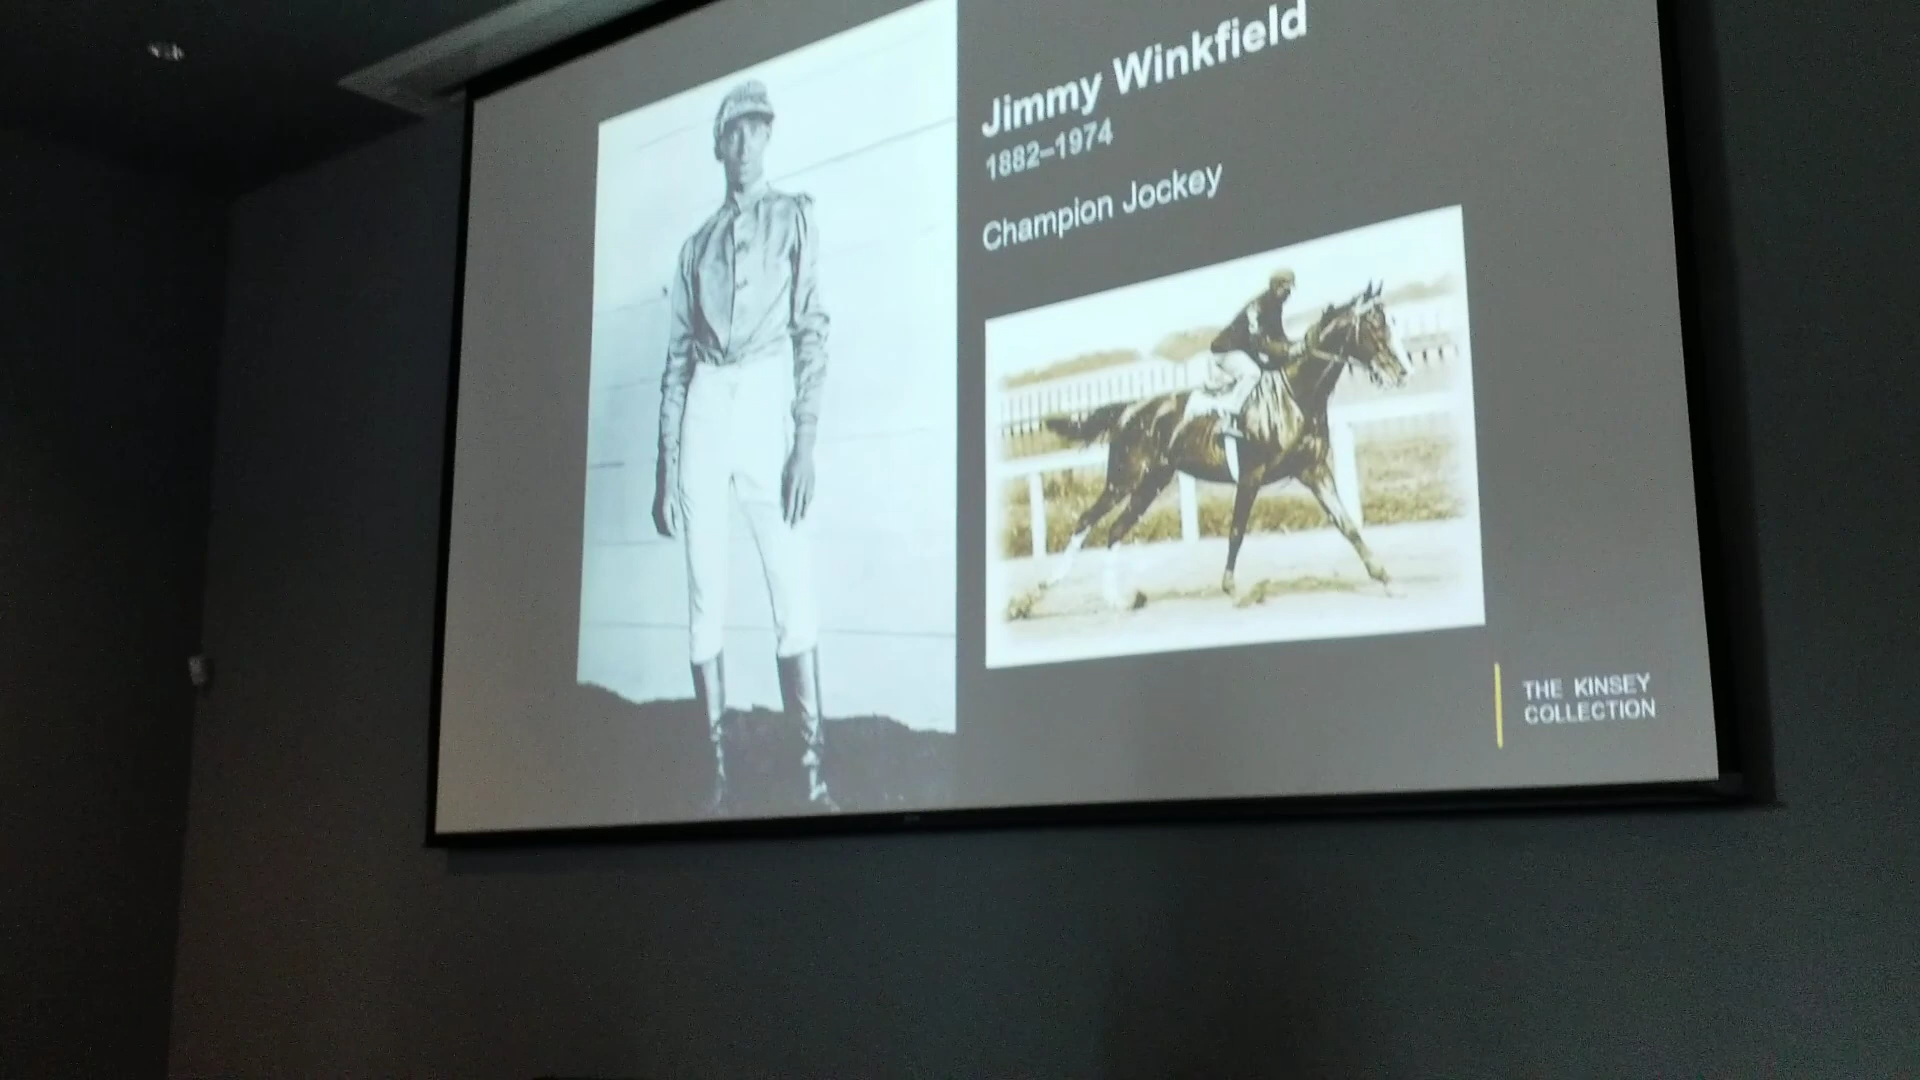 Jimmy Winkfield
1882–1974
Champion Jockey
THE KINSEY
COLLECTION